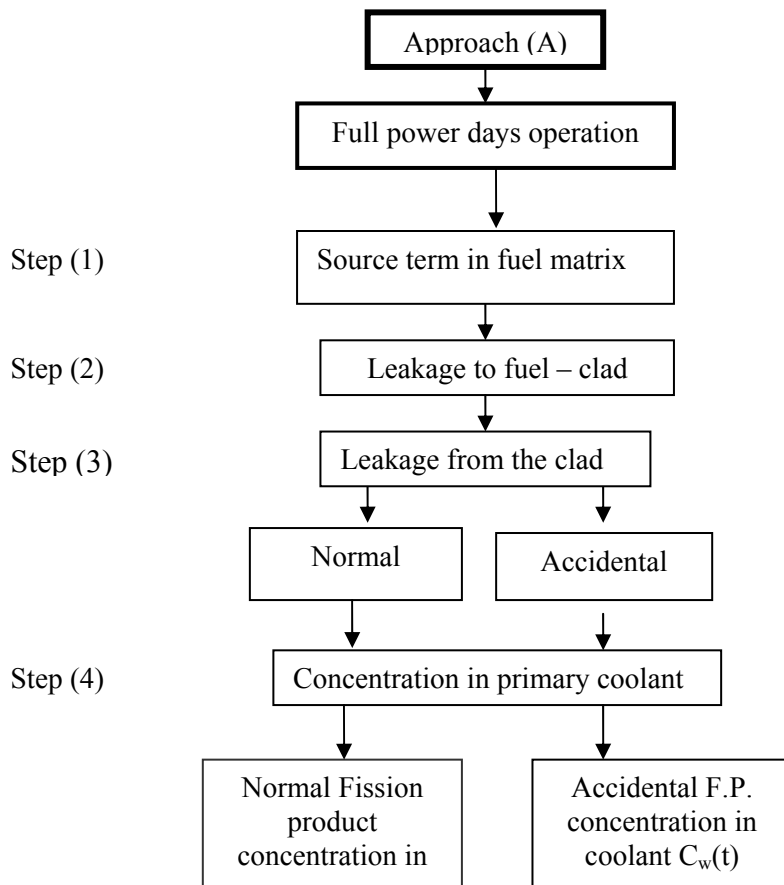 Approach (A)
Full power days operation
Step (1)
Source term in fuel matrix
Step (2)
Leakage to fuel – clad
Step (3)
Leakage from the clad
Normal
Accidental
Step (4)
Concentration in primary coolant
Normal Fission
product
concentration in
Accidental F.P.
concentration in
coolant C_w(t)